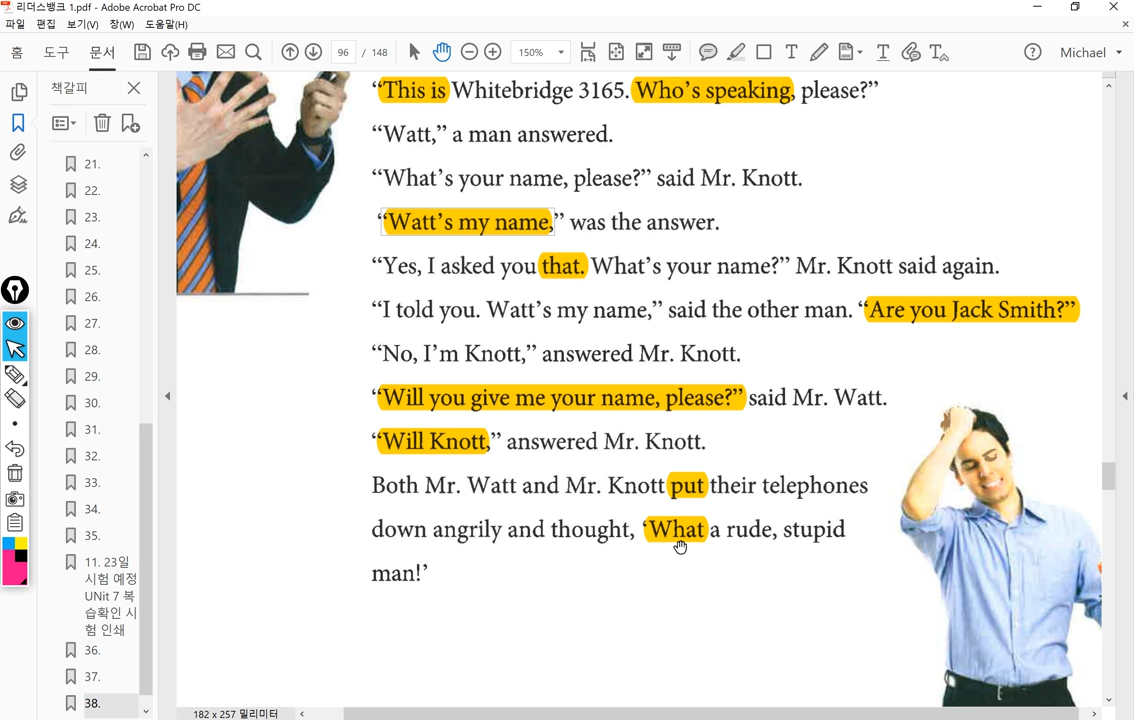 리더스뱅크 1.pdf - Adobe Acrobat Pro DC
파일 편집 보기(V) 창(W) 도움말(H)
홈 도구 문서 96 / 148 150% Michael
책갈피
21.
22.
23.
24.
25.
26.
27.
28.
29.
30.
31.
32.
33.
34.
35.
11. 23일
시험 예정
UNit 7 복
습확인 시
험 인쇄
36.
37.
38.
“This is Whitebridge 3165. Who’s speaking, please?”
“Watt,” a man answered.
“What’s your name, please?” said Mr. Knott.
“Watt’s my name,” was the answer.
“Yes, I asked you that. What’s your name?” Mr. Knott said again.
“I told you. Watt’s my name,” said the other man. “Are you Jack Smith?”
“No, I’m Knott,” answered Mr. Knott.
“Will you give me your name, please?” said Mr. Watt.
“Will Knott,” answered Mr. Knott.
Both Mr. Watt and Mr. Knott put their telephones
down angrily and thought, ‘What a rude, stupid
man!’
182 x 257 밀리미터